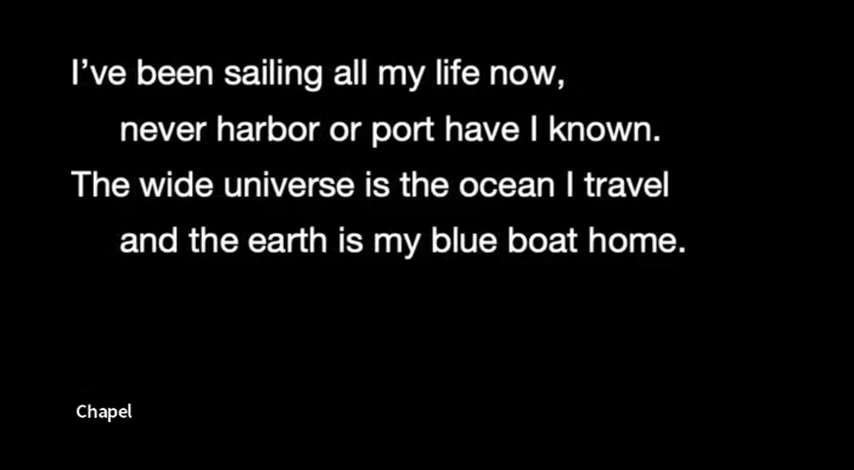 I’ve been sailing all my life now,
never harbor or port have I known.
The wide universe is the ocean I travel
and the earth is my blue boat home.
Chapel